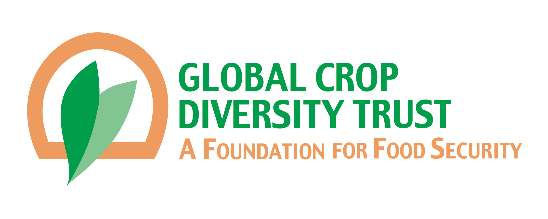 GLOBAL CROP
DIVERSITY TRUST
A FOUNDATION FOR FOOD SECURITY